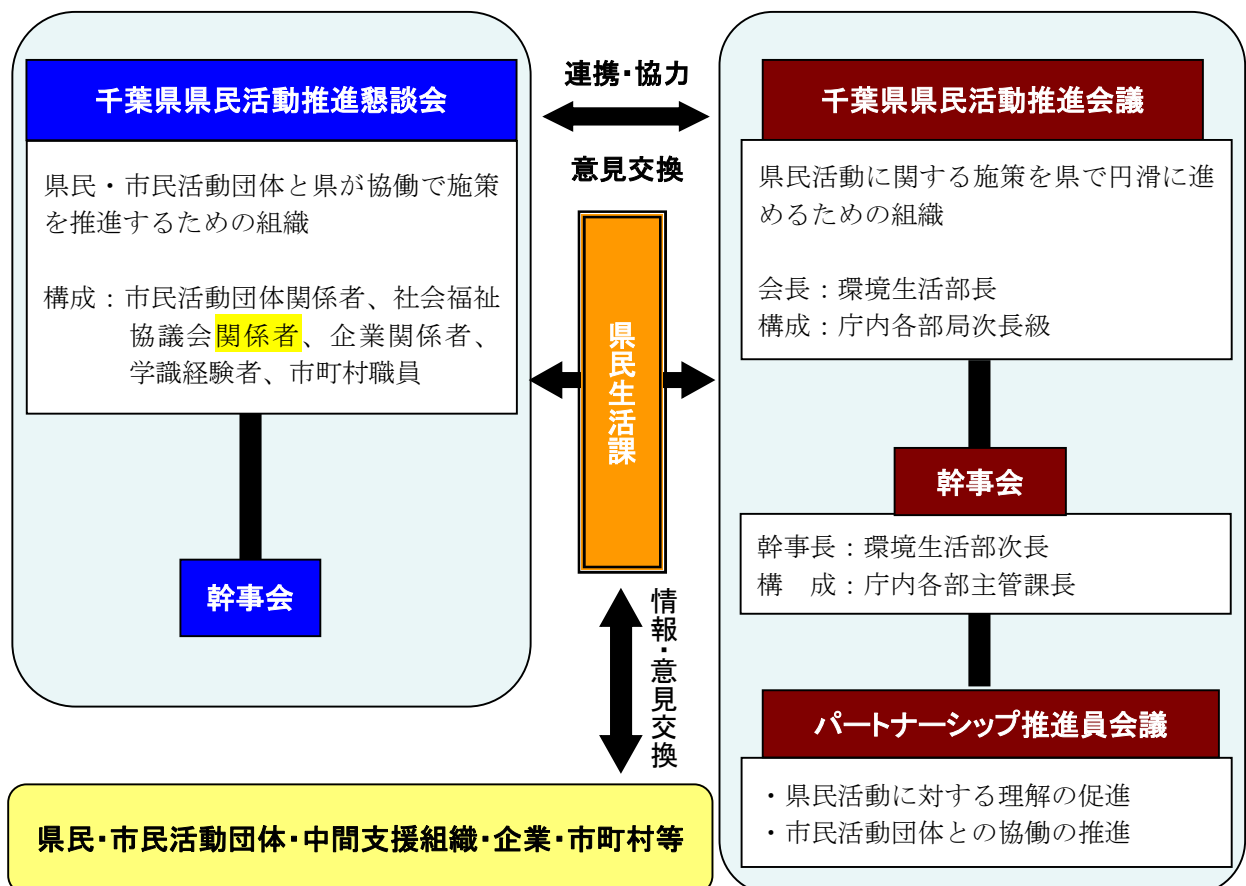 千葉県県民活動推進懇談会
県民・市民活動団体と県が協働で施策
を推進するための組織
構成：市民活動団体関係者、社会福祉
協議会関係者、企業関係者、
学識経験者、市町村職員
幹事会
連携・協力
意見交換
県民生活課
情報・意見交換
千葉県県民活動推進会議
県民活動に関する施策を県で円滑に進
めるための組織
会長：環境生活部長
構成：庁内各部局次長級
幹事会
幹事長：環境生活部次長
構　成：庁内各部主管課長
パートナーシップ推進員会議
・県民活動に対する理解の促進
・市民活動団体との協働の推進
県民・市民活動団体・中間支援組織・企業・市町村等